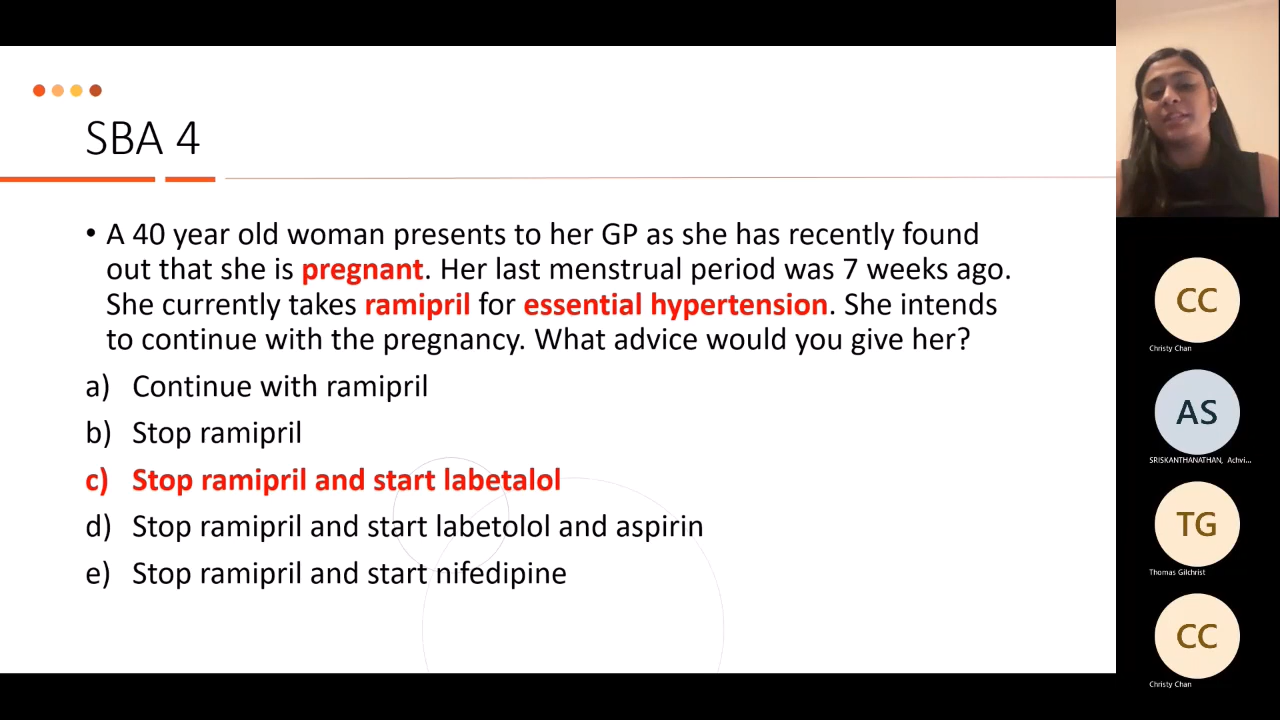 SBA 4
• A 40 year old woman presents to her GP as she has recently found
out that she is pregnant. Her last menstrual period was 7 weeks ago.
She currently takes ramipril for essential hypertension. She intends
to continue with the pregnancy. What advice would you give her?
a) Continue with ramipril
b) Stop ramipril
c) Stop ramipril and start labetalol
d) Stop ramipril and start labetolol and aspirin
e) Stop ramipril and start nifedipine
CC
Christy Chan
AS
SRISKANTHANATHAN, Achvi...
TG
Thomas Gilchrist
CC
Christy Chan